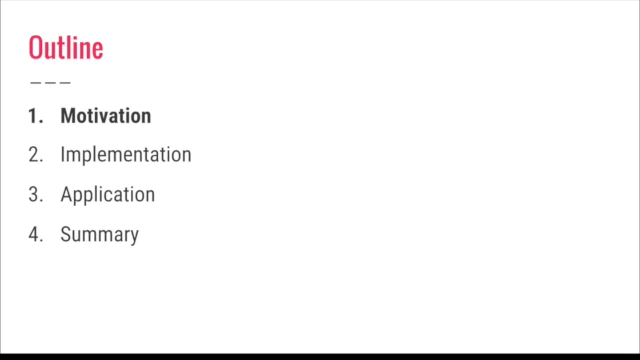 Outline
———
1. Motivation
2. Implementation
3. Application
4. Summary